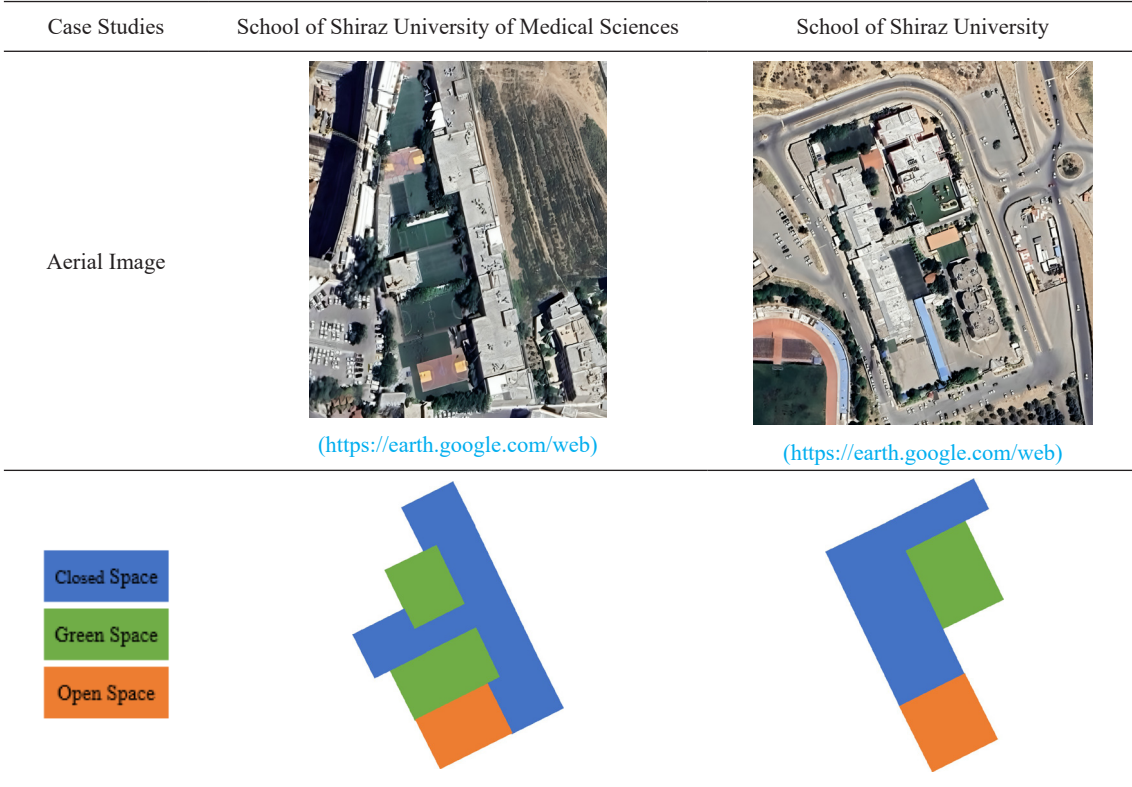 Case Studies
School of Shiraz University of Medical Sciences
School of Shiraz University
Aerial Image
(https://earth.google.com/web)
(https://earth.google.com/web)
Closed Space
Green Space
Open Space